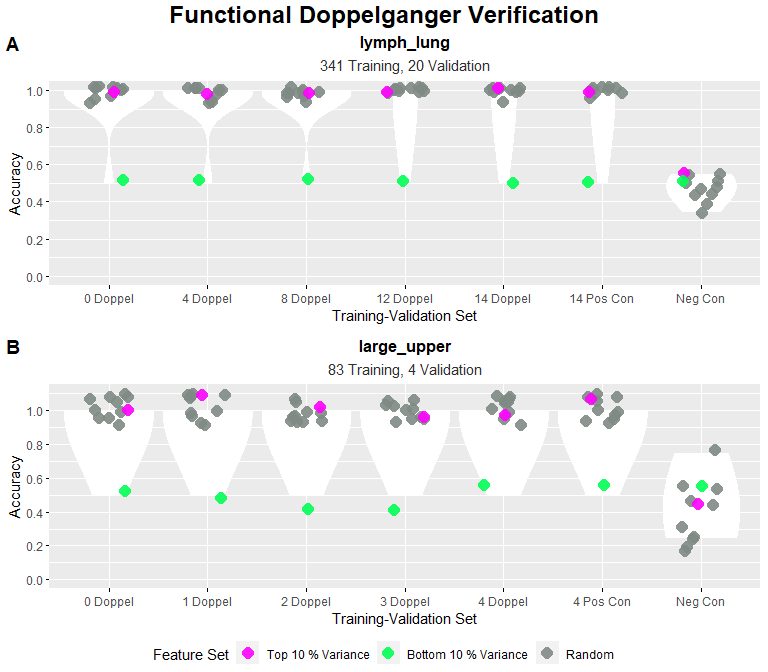 Functional Doppelganger Verification
A
lymph_lung
341 Training, 20 Validation
Accuracy
1.0
0.8
0.6
0.4
0.2
0.0
0 Doppel 4 Doppel 8 Doppel 12 Doppel 14 Doppel 14 Pos Con Neg Con
Training-Validation Set
B
large_upper
83 Training, 4 Validation
Accuracy
1.0
0.8
0.6
0.4
0.2
0.0
0 Doppel 1 Doppel 2 Doppel 3 Doppel 4 Doppel 4 Pos Con Neg Con
Training-Validation Set
Feature Set Top 10 % Variance Bottom 10 % Variance Random